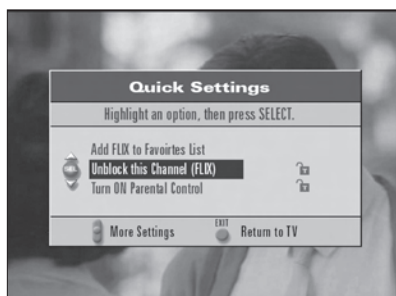 Quick Settings
Highlight an option, then press SELECT.
Add FLIX to Favoirtes List
Unblock this Channel (FLIX)
Turn ON Parental Control
More Settings EXIT Return to TV